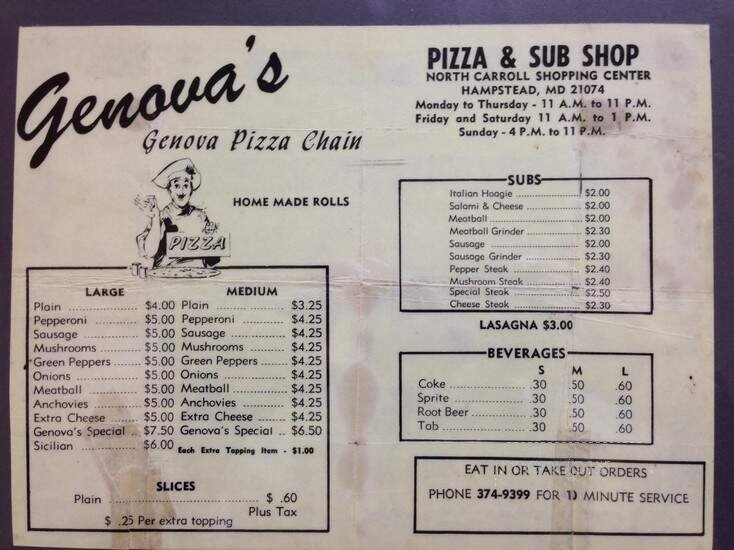 Genova's
Genova Pizza Chain
PIZZA & SUB SHOP
NORTH CARROLL SHOPPING CENTER
HAMPSTEAD, MD 21074
Monday to Thursday - 11 A.M. to 11 P.M.
Friday and Saturday 11 A.M. to 1 P.M.
Sunday - 4 P.M. to 11 P.M.
HOME MADE ROLLS
PIZZA
LARGE MEDIUM
Plain $4.00 Plain $3.25
Pepperoni $5.00 Pepperoni $4.25
Sausage $5.00 Sausage $4.25
Mushrooms $5.00 Mushrooms $4.25
Green Peppers $5.00 Green Peppers $4.25
Onions $5.00 Onions $4.25
Meatball $5.00 Meatball $4.25
Anchovies $5.00 Anchovies $4.25
Extra Cheese $5.00 Extra Cheese $4.25
Genova's Special $7.50 Genova's Special $6.50
Sicilian $6.00 Each Extra Topping Item - $1.00
SLICES
Plain $ .60
Plus Tax
$ .25 Per extra topping
SUBS
Italian Hoagie $2.00
Salami & Cheese $2.00
Meatball $2.00
Meatball Grinder $2.30
Sausage $2.00
Sausage Grinder $2.30
Pepper Steak $2.40
Mushroom Steak $2.40
Special Steak $2.50
Cheese Steak $2.30
LASAGNA $3.00
BEVERAGES
S M L
Coke .30 .50 .60
Sprite .30 .50 .60
Root Beer .30 .50 .60
Tab .30 .50 .60
EAT IN OR TAKE OUT ORDERS
PHONE 374-9399 FOR MINUTE SERVICE